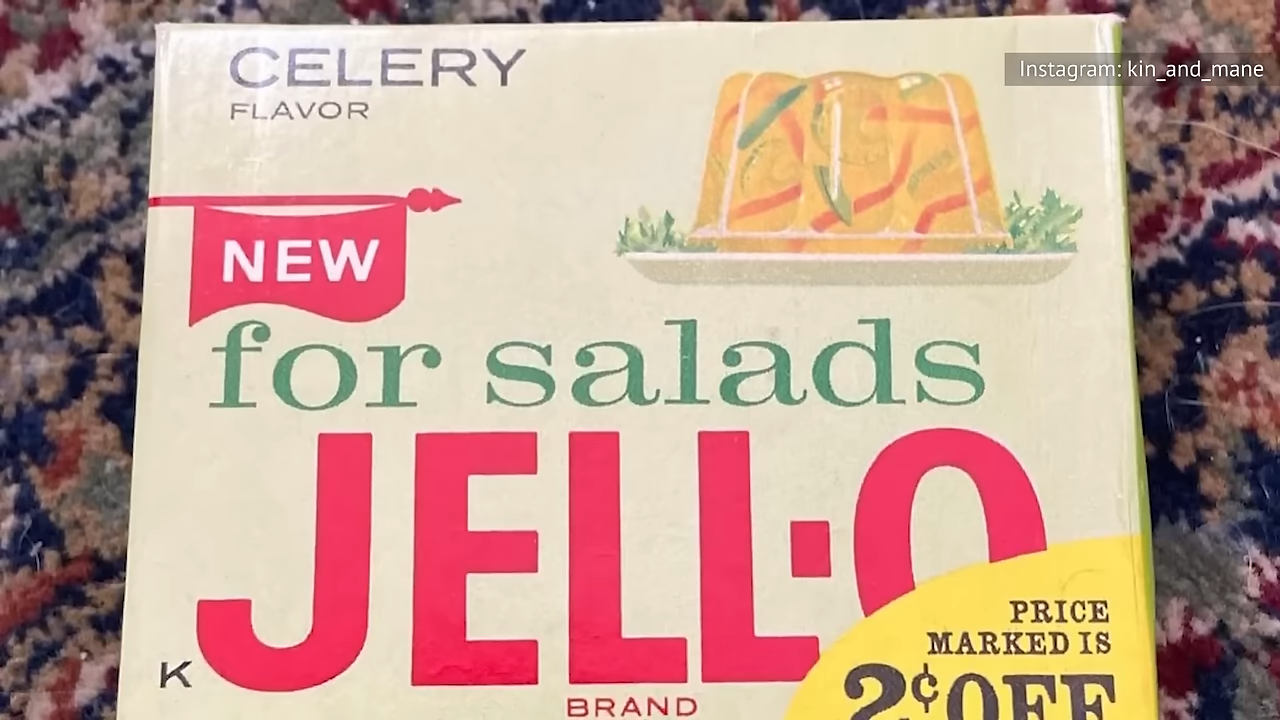 CELERY
FLAVOR
Instagram: kin_and_mane
NEW
for salads
JELL-O
PRICE
MARKED IS
2¢ OFF
K
BRAND